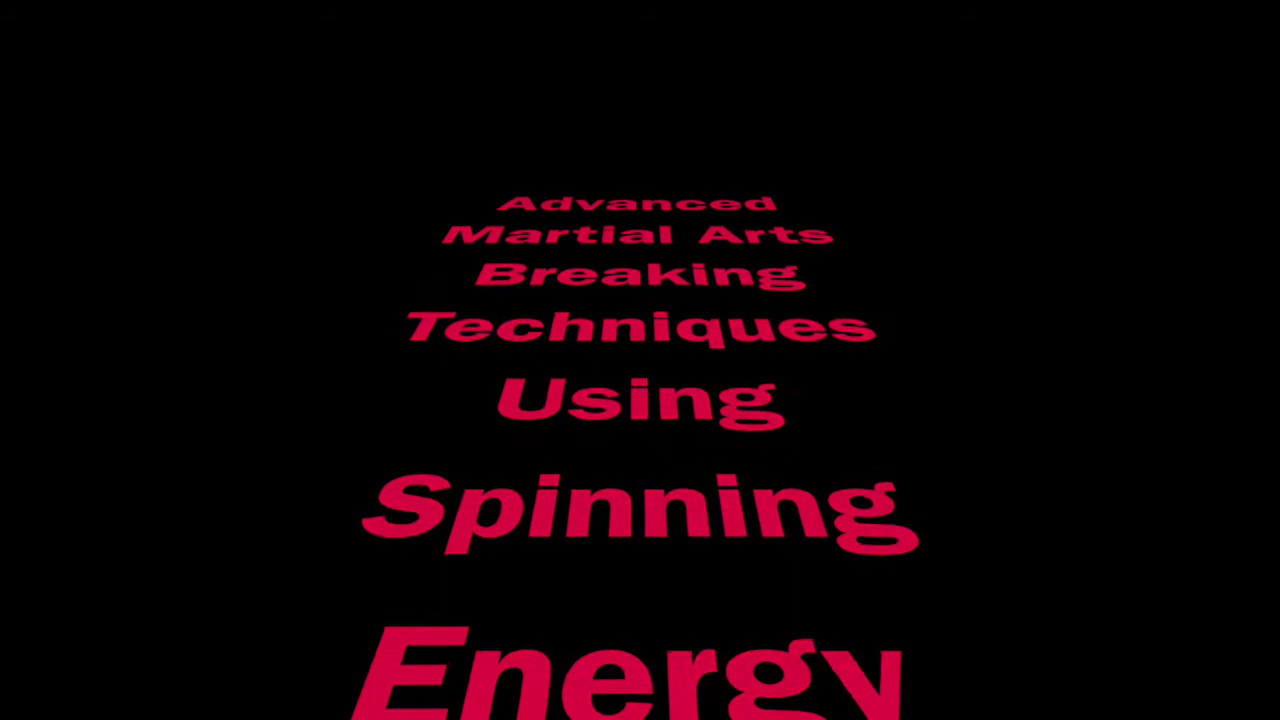 Advanced
Martial Arts
Breaking
Techniques
Using
Spinning
Energy